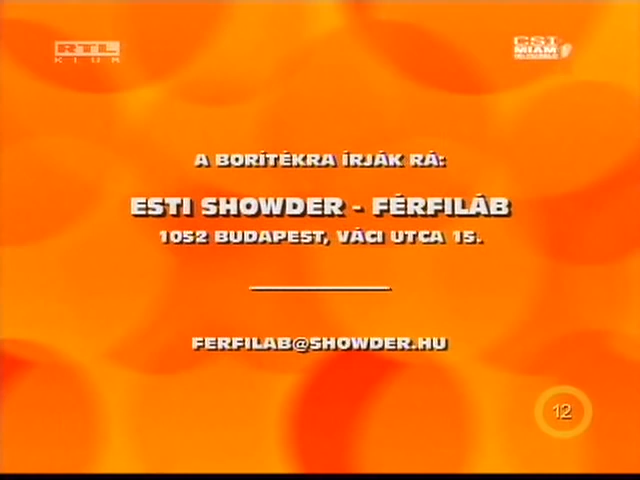 RTL
KLUB
CSI
MIAMI
A BORÍTÉKRA ÍRJÁK RÁ:
ESTI SHOWDER - FÉRFILÁB
1052 BUDAPEST, VÁCI UTCA 15.
FERFILAB@SHOWDER.HU
12